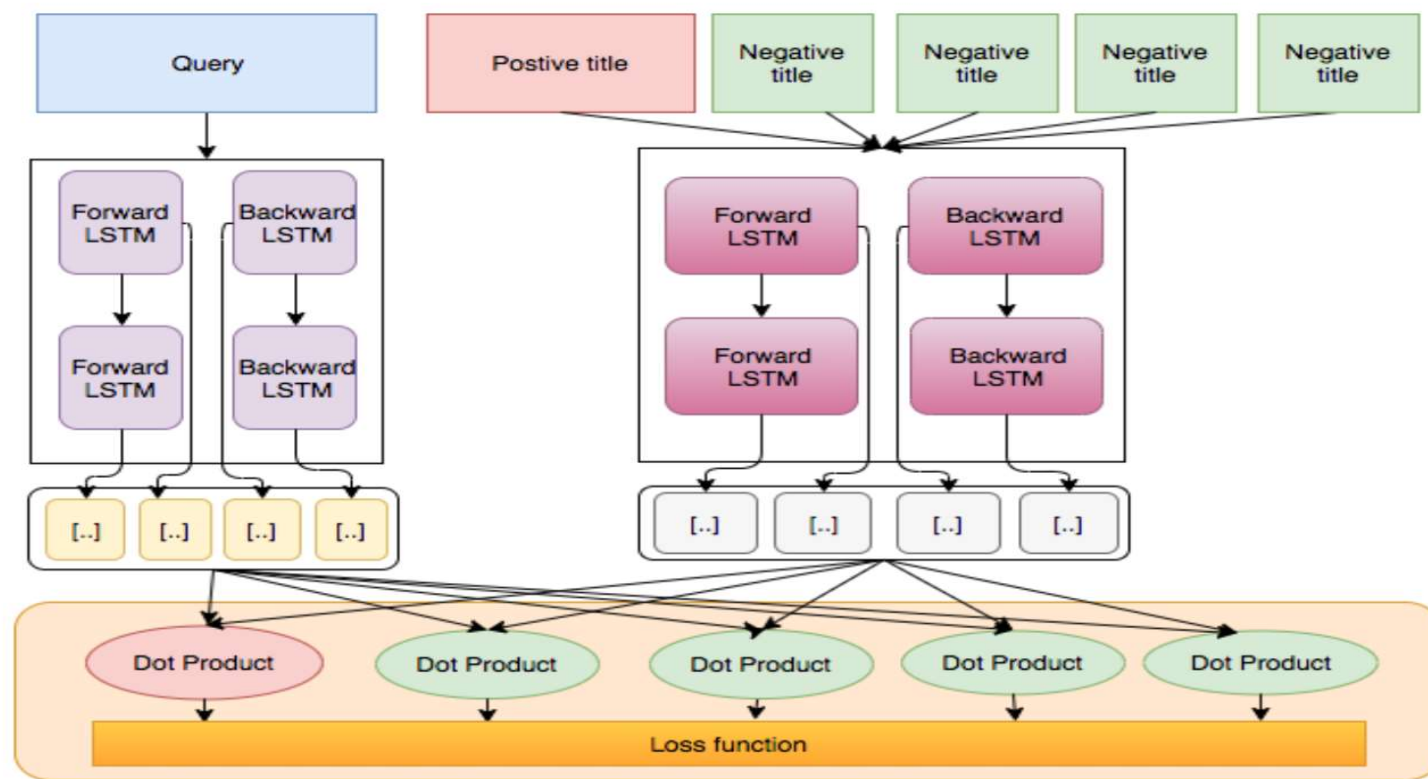 Query
Postive title
Negative
title
Negative
title
Negative
title
Negative
title
Forward
LSTM
Backward
LSTM
Forward
LSTM
Backward
LSTM
Forward
LSTM
Backward
LSTM
Forward
LSTM
Backward
LSTM
[..]
[..]
[..]
[..]
[..]
[..]
[..]
[..]
Dot Product
Dot Product
Dot Product
Dot Product
Dot Product
Loss function